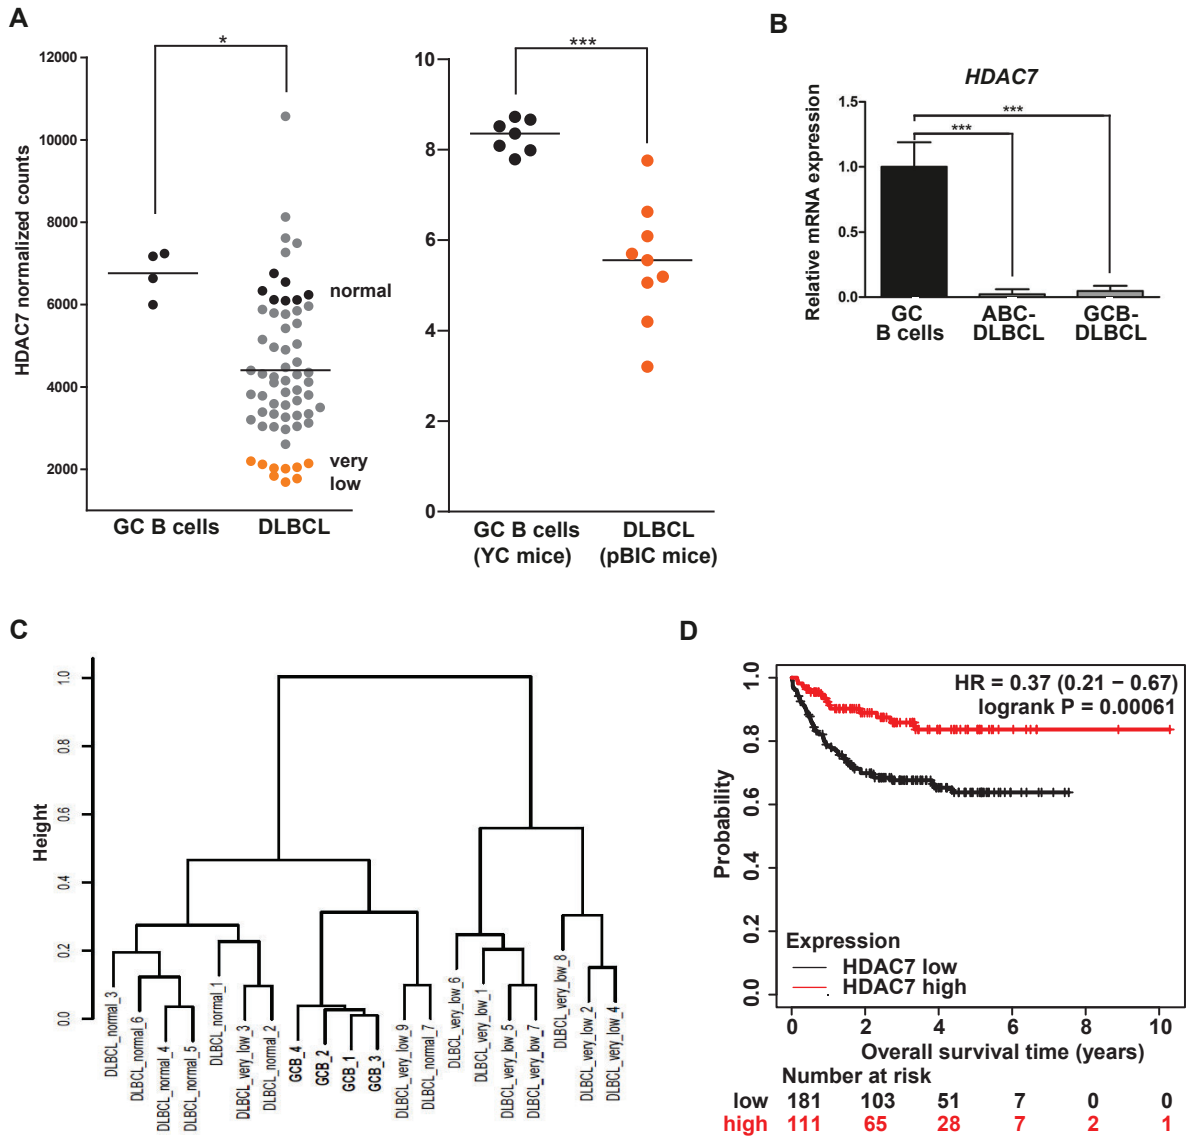 A
*
12000
10000
8000
6000
4000
2000
HDAC7 normalized counts
normal
very
low
GC B cells
DLBCL
***
10
8
6
4
2
0
GC B cells
(YC mice)
DLBCL
(pBIC mice)
B
HDAC7
Relative mRNA expression
1.5
1.0
0.5
0.0
***
***
GC
B cells
ABC-
DLBCL
GCB-
DLBCL
C
Height
1.0
0.8
0.6
0.4
0.2
0.0
DLBCL_normal_3
DLBCL_normal_6
DLBCL_normal_4
DLBCL_normal_5
DLBCL_normal_1
DLBCL_very_low_3
DLBCL_normal_2
GCB_4
GCB_2
GCB_1
GCB_3
DLBCL_very_low_9
DLBCL_normal_7
DLBCL_very_low_6
DLBCL_very_low_1
DLBCL_very_low_5
DLBCL_very_low_7
DLBCL_very_low_8
DLBCL_very_low_2
DLBCL_very_low_4
D
HR = 0.37 (0.21 − 0.67)
logrank P = 0.00061
Probability
1.0
0.8
0.6
0.4
0.2
0.0
Expression
HDAC7 low
HDAC7 high
0 2 4 6 8 10
Overall survival time (years)
Number at risk
low 181 103 51 7 0 0
high 111 65 28 7 2 1